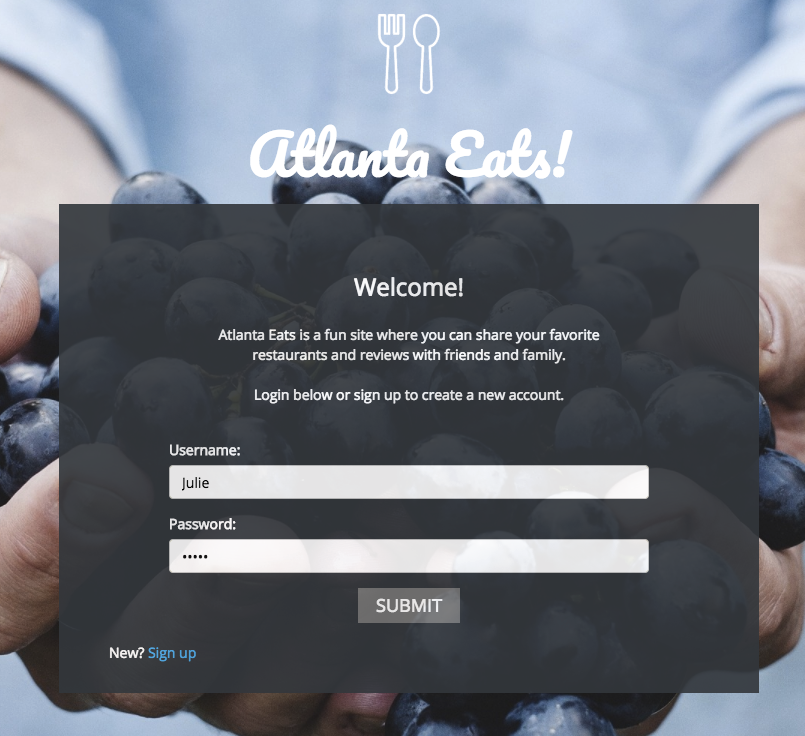 Atlanta Eats!
Welcome!
Atlanta Eats is a fun site where you can share your favorite
restaurants and reviews with friends and family.
Login below or sign up to create a new account.
Username:
Julie
Password:
•••••
SUBMIT
New? Sign up